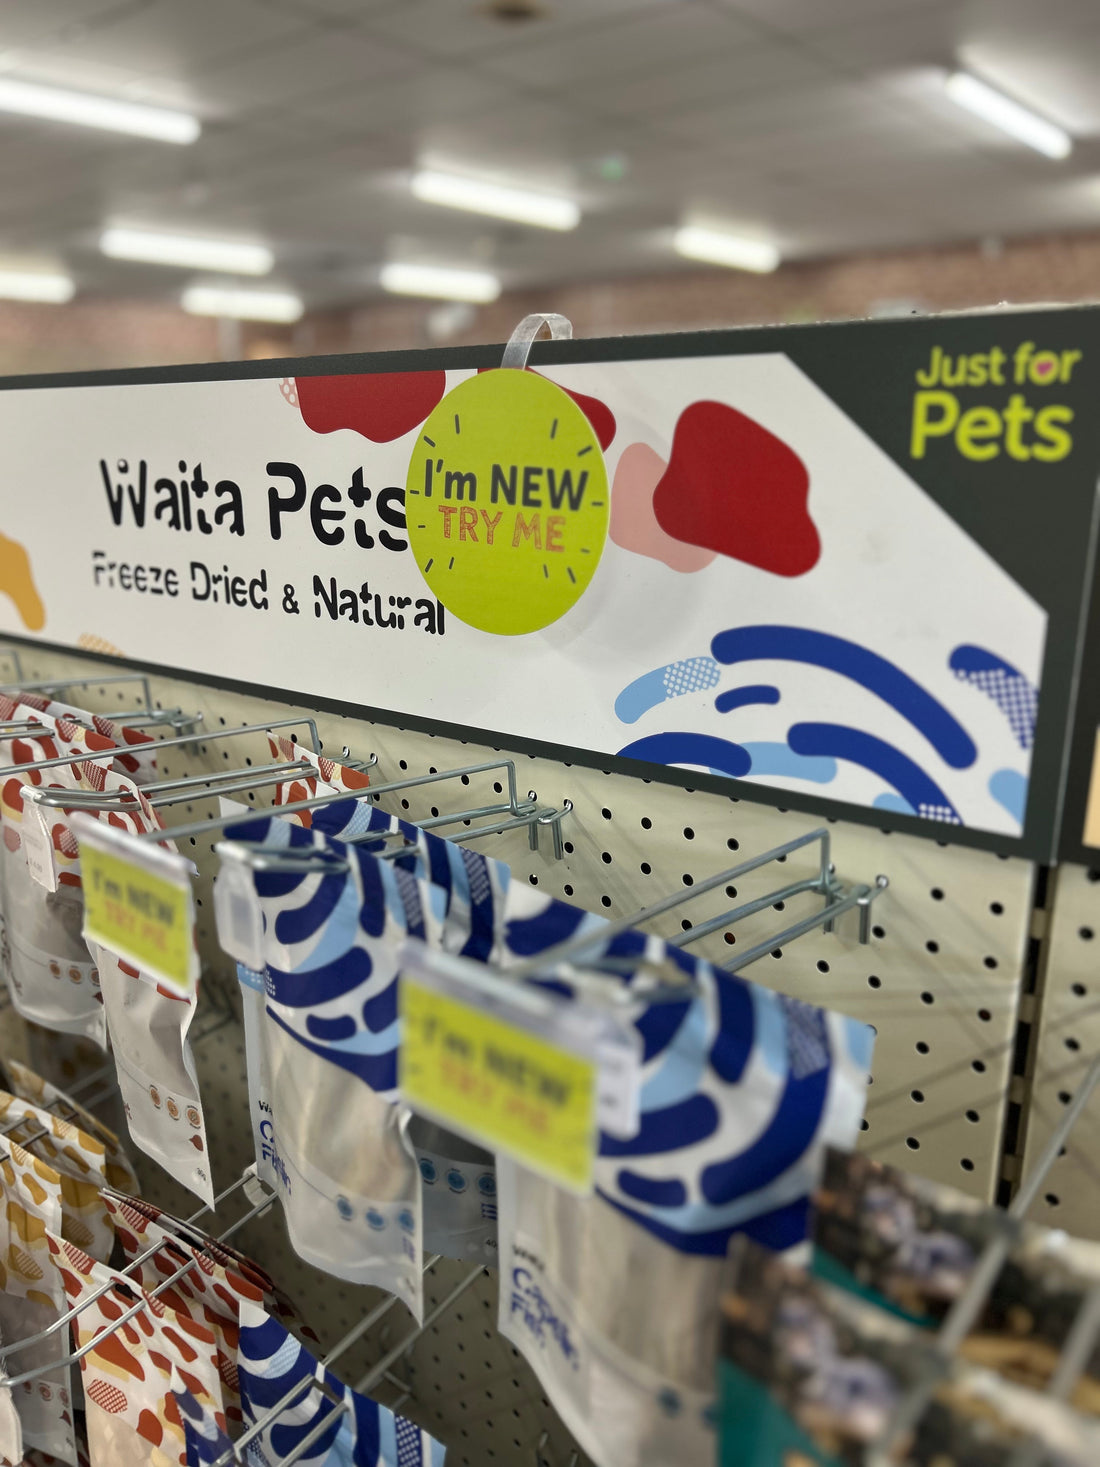 Just for
Pets
Waita Pets
Freeze Dried & Natural
I'm NEW
TRY ME
I'm NEW
TRY ME
I'm NEW
TRY ME